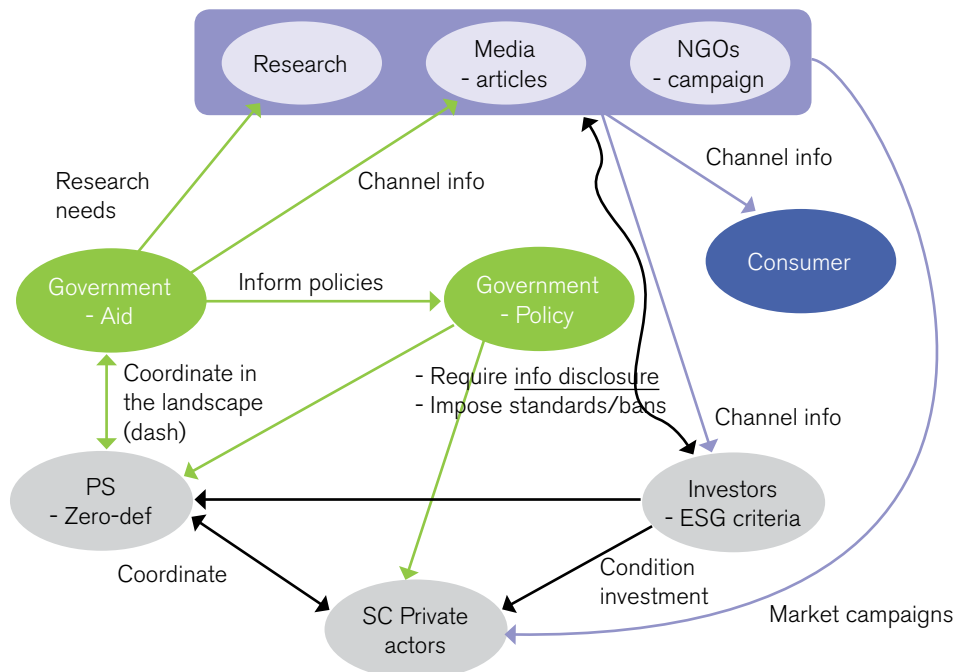 Research
Media
- articles
NGOs
- campaign
Research
needs
Channel info
Channel info
Consumer
Government
- Aid
Inform policies
Government
- Policy
Coordinate in
the landscape
(dash)
- Require info disclosure
- Impose standards/bans
Channel info
PS
- Zero-def
Investors
- ESG criteria
Coordinate
Condition
investment
SC Private
actors
Market campaigns